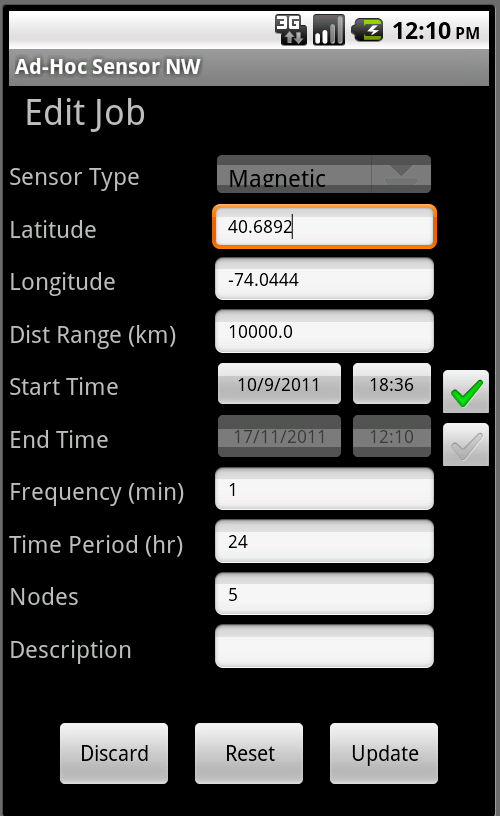 3G 12:10 PM
Ad-Hoc Sensor NW
Edit Job
Sensor Type Magnetic
Latitude 40.6892
Longitude -74.0444
Dist Range (km) 10000.0
Start Time 10/9/2011 18:36
End Time 17/11/2011 12:10
Frequency (min) 1
Time Period (hr) 24
Nodes 5
Description
Discard Reset Update